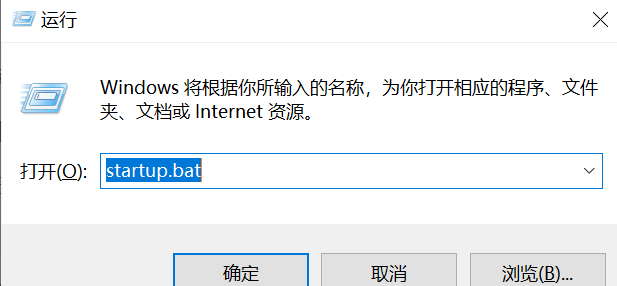 运行
Windows 将根据你所输入的名称，为你打开相应的程序、文件
夹、文档或 Internet 资源。
打开(O): startup.bat
确定 取消 浏览(B)...